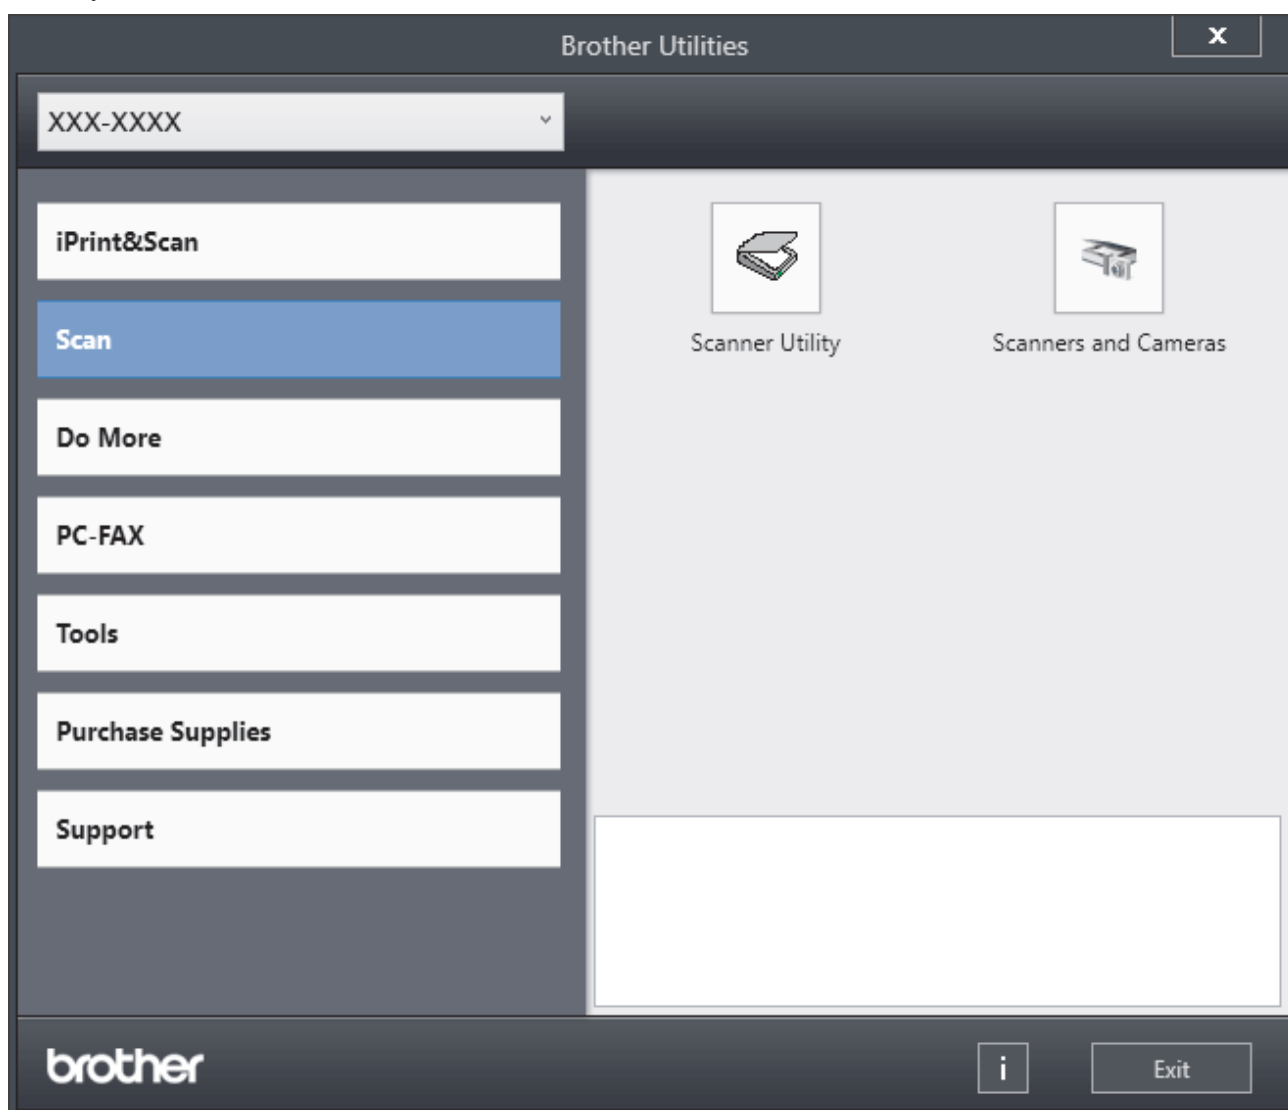 Brother Utilities
X
XXX-XXXX
iPrint&Scan
Scan
Do More
PC-FAX
Tools
Purchase Supplies
Support
Scanner Utility
Scanners and Cameras
brother
i
Exit